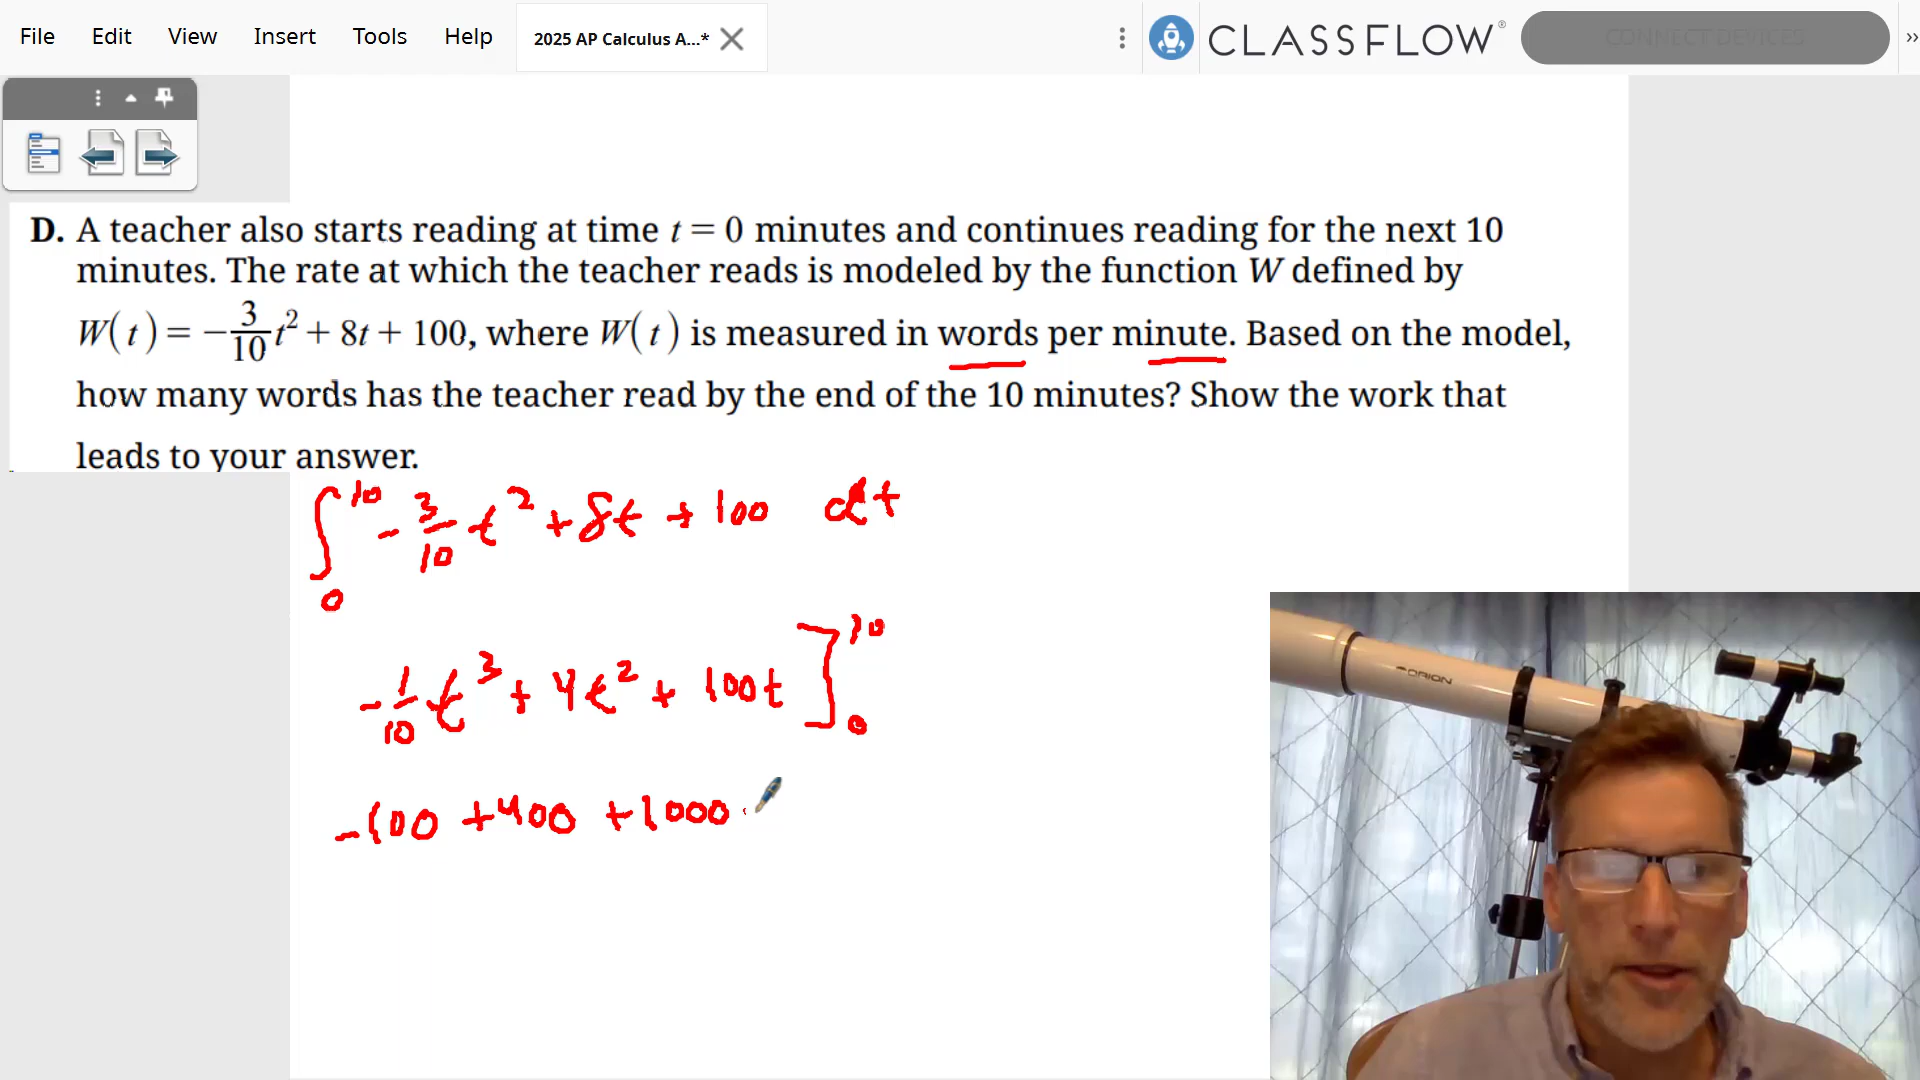 File Edit View Insert Tools Help 2025 AP Calculus A...* CLASSFLOW® CONNECT DEVICES
D. A teacher also starts reading at time t = 0 minutes and continues reading for the next 10
minutes. The rate at which the teacher reads is modeled by the function W defined by
W(t) = −3/10 t² + 8t + 100, where W(t) is measured in words per minute. Based on the model,
how many words has the teacher read by the end of the 10 minutes? Show the work that
leads to your answer.
∫₀¹⁰ -3/10 t² + 8t + 100 dt
-1/10 t³ + 4t² + 100t ]₀¹⁰
-100 +400 +1000
ORION